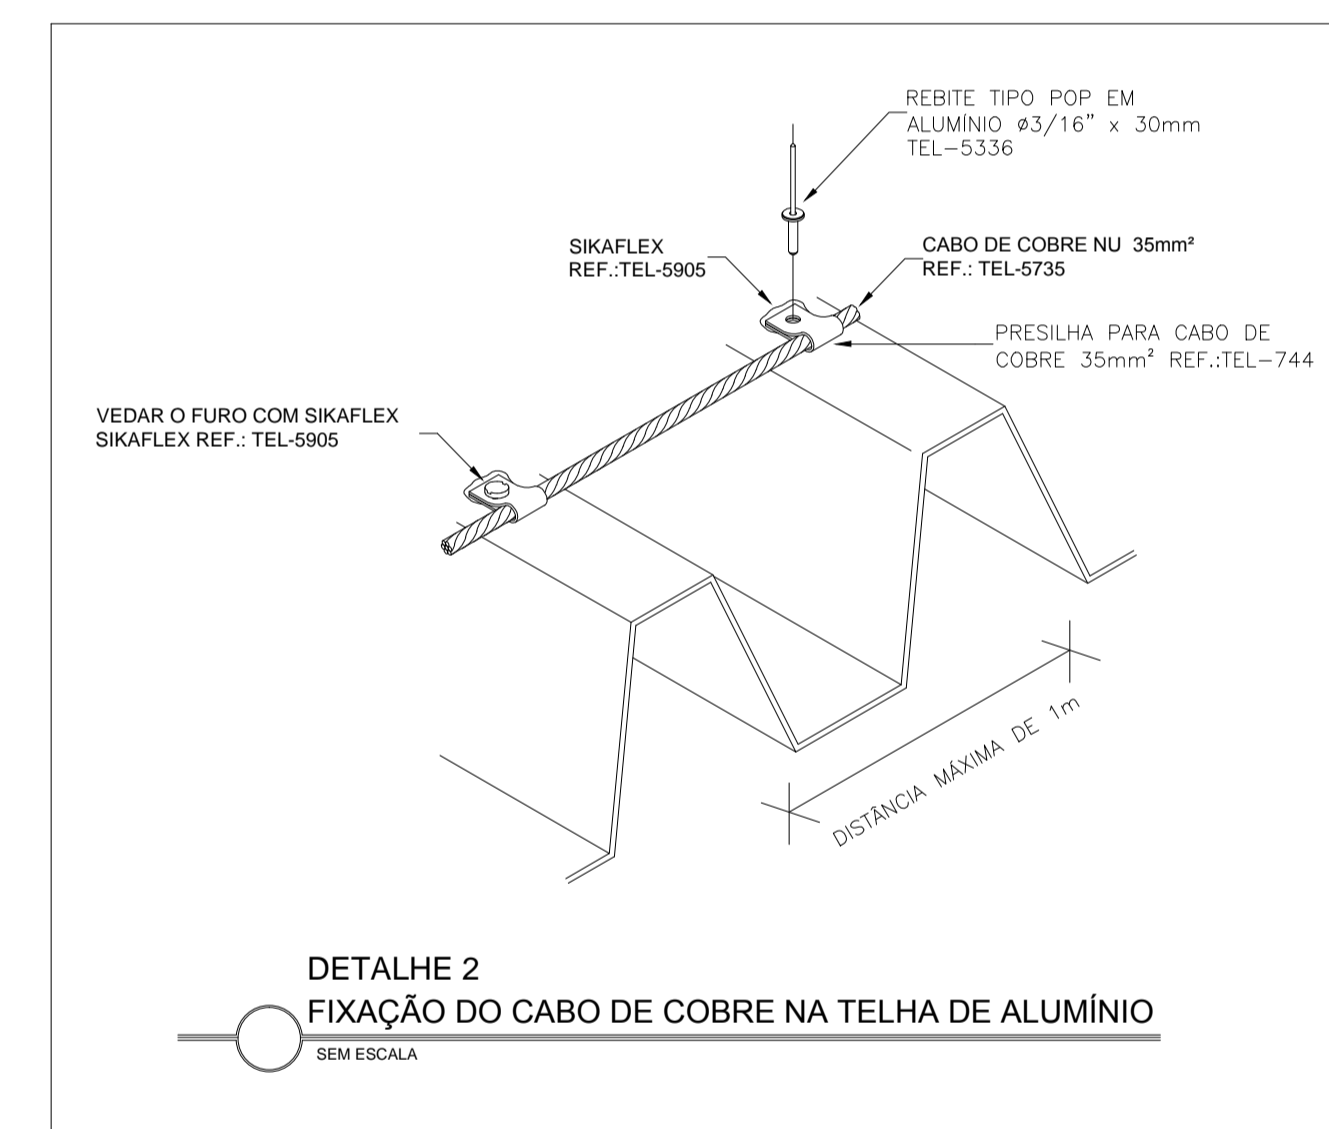 REBITE TIPO POP EM
ALUMÍNIO ø3/16" x 30mm
TEL-5336
SIKAFLEX
REF.:TEL-5905
CABO DE COBRE NU 35mm²
REF.: TEL-5735
PRESILHA PARA CABO DE
COBRE 35mm² REF.:TEL-744
VEDAR O FURO COM SIKAFLEX
SIKAFLEX REF.: TEL-5905
DISTÂNCIA MÁXIMA DE 1m
DETALHE 2
FIXAÇÃO DO CABO DE COBRE NA TELHA DE ALUMÍNIO
SEM ESCALA